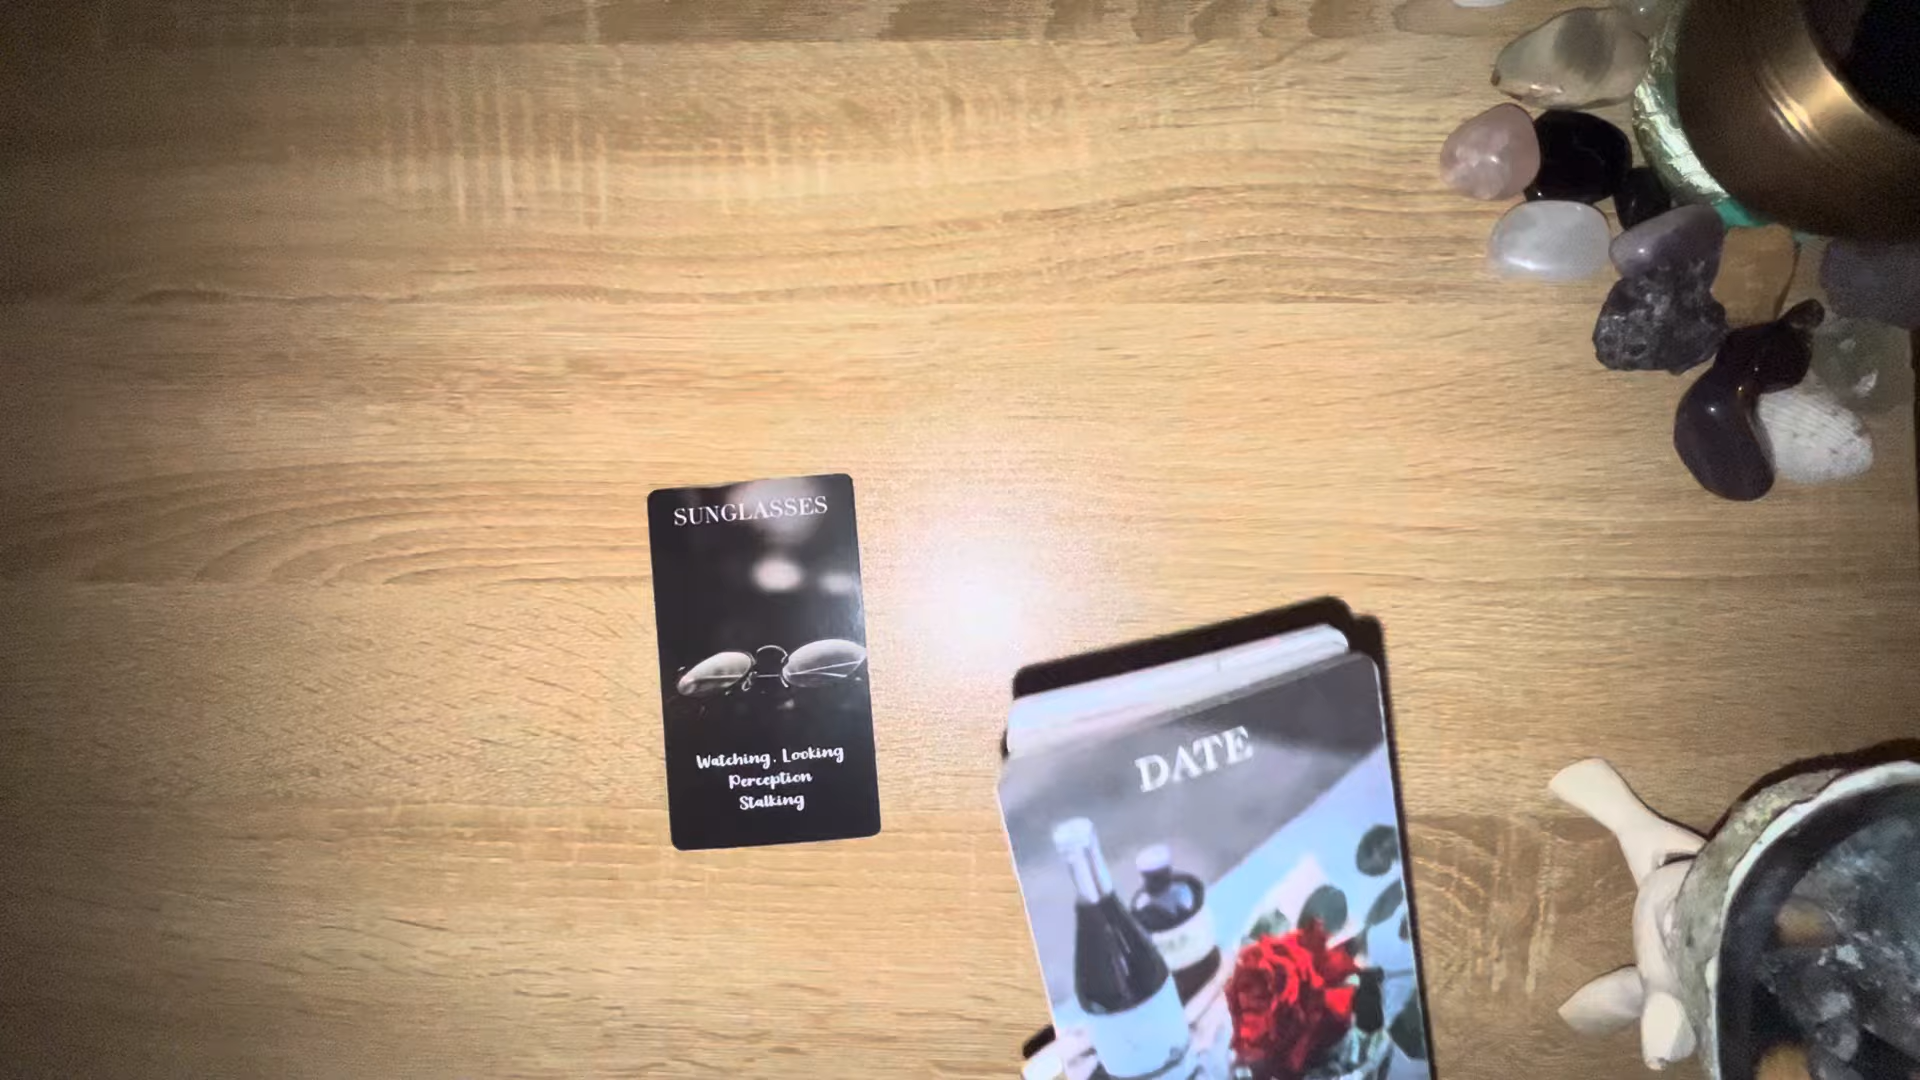 SUNGLASSES
Watching, Looking
Perception
Stalking
DATE